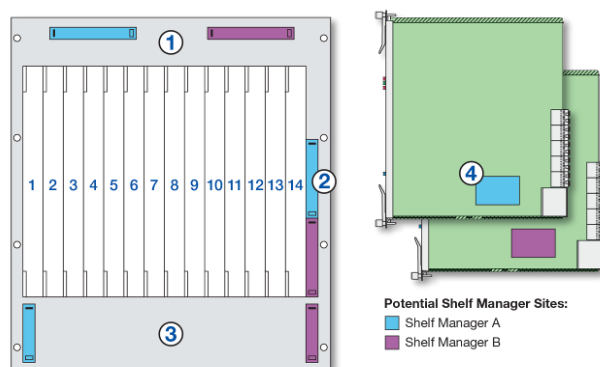 1
1 2 3 4 5 6 7 8 9 10 11 12 13 14
2
3
4
Potential Shelf Manager Sites:
Shelf Manager A
Shelf Manager B